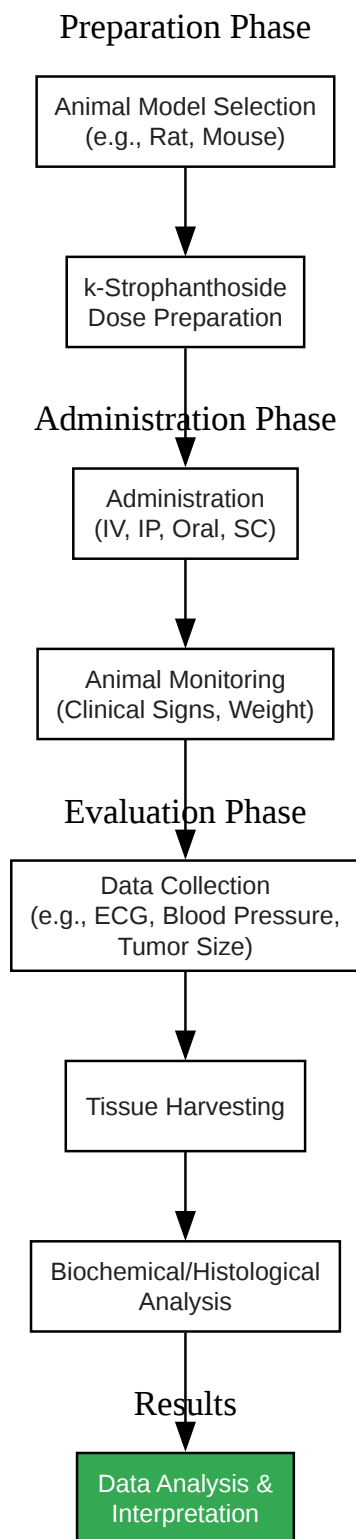 Preparation Phase
Animal Model Selection
(e.g., Rat, Mouse)
k-Strophanthoside
Dose Preparation
Administration Phase
Administration
(IV, IP, Oral, SC)
Animal Monitoring
(Clinical Signs, Weight)
Evaluation Phase
Data Collection
(e.g., ECG, Blood Pressure,
Tumor Size)
Tissue Harvesting
Biochemical/Histological
Analysis
Results
Data Analysis &
Interpretation